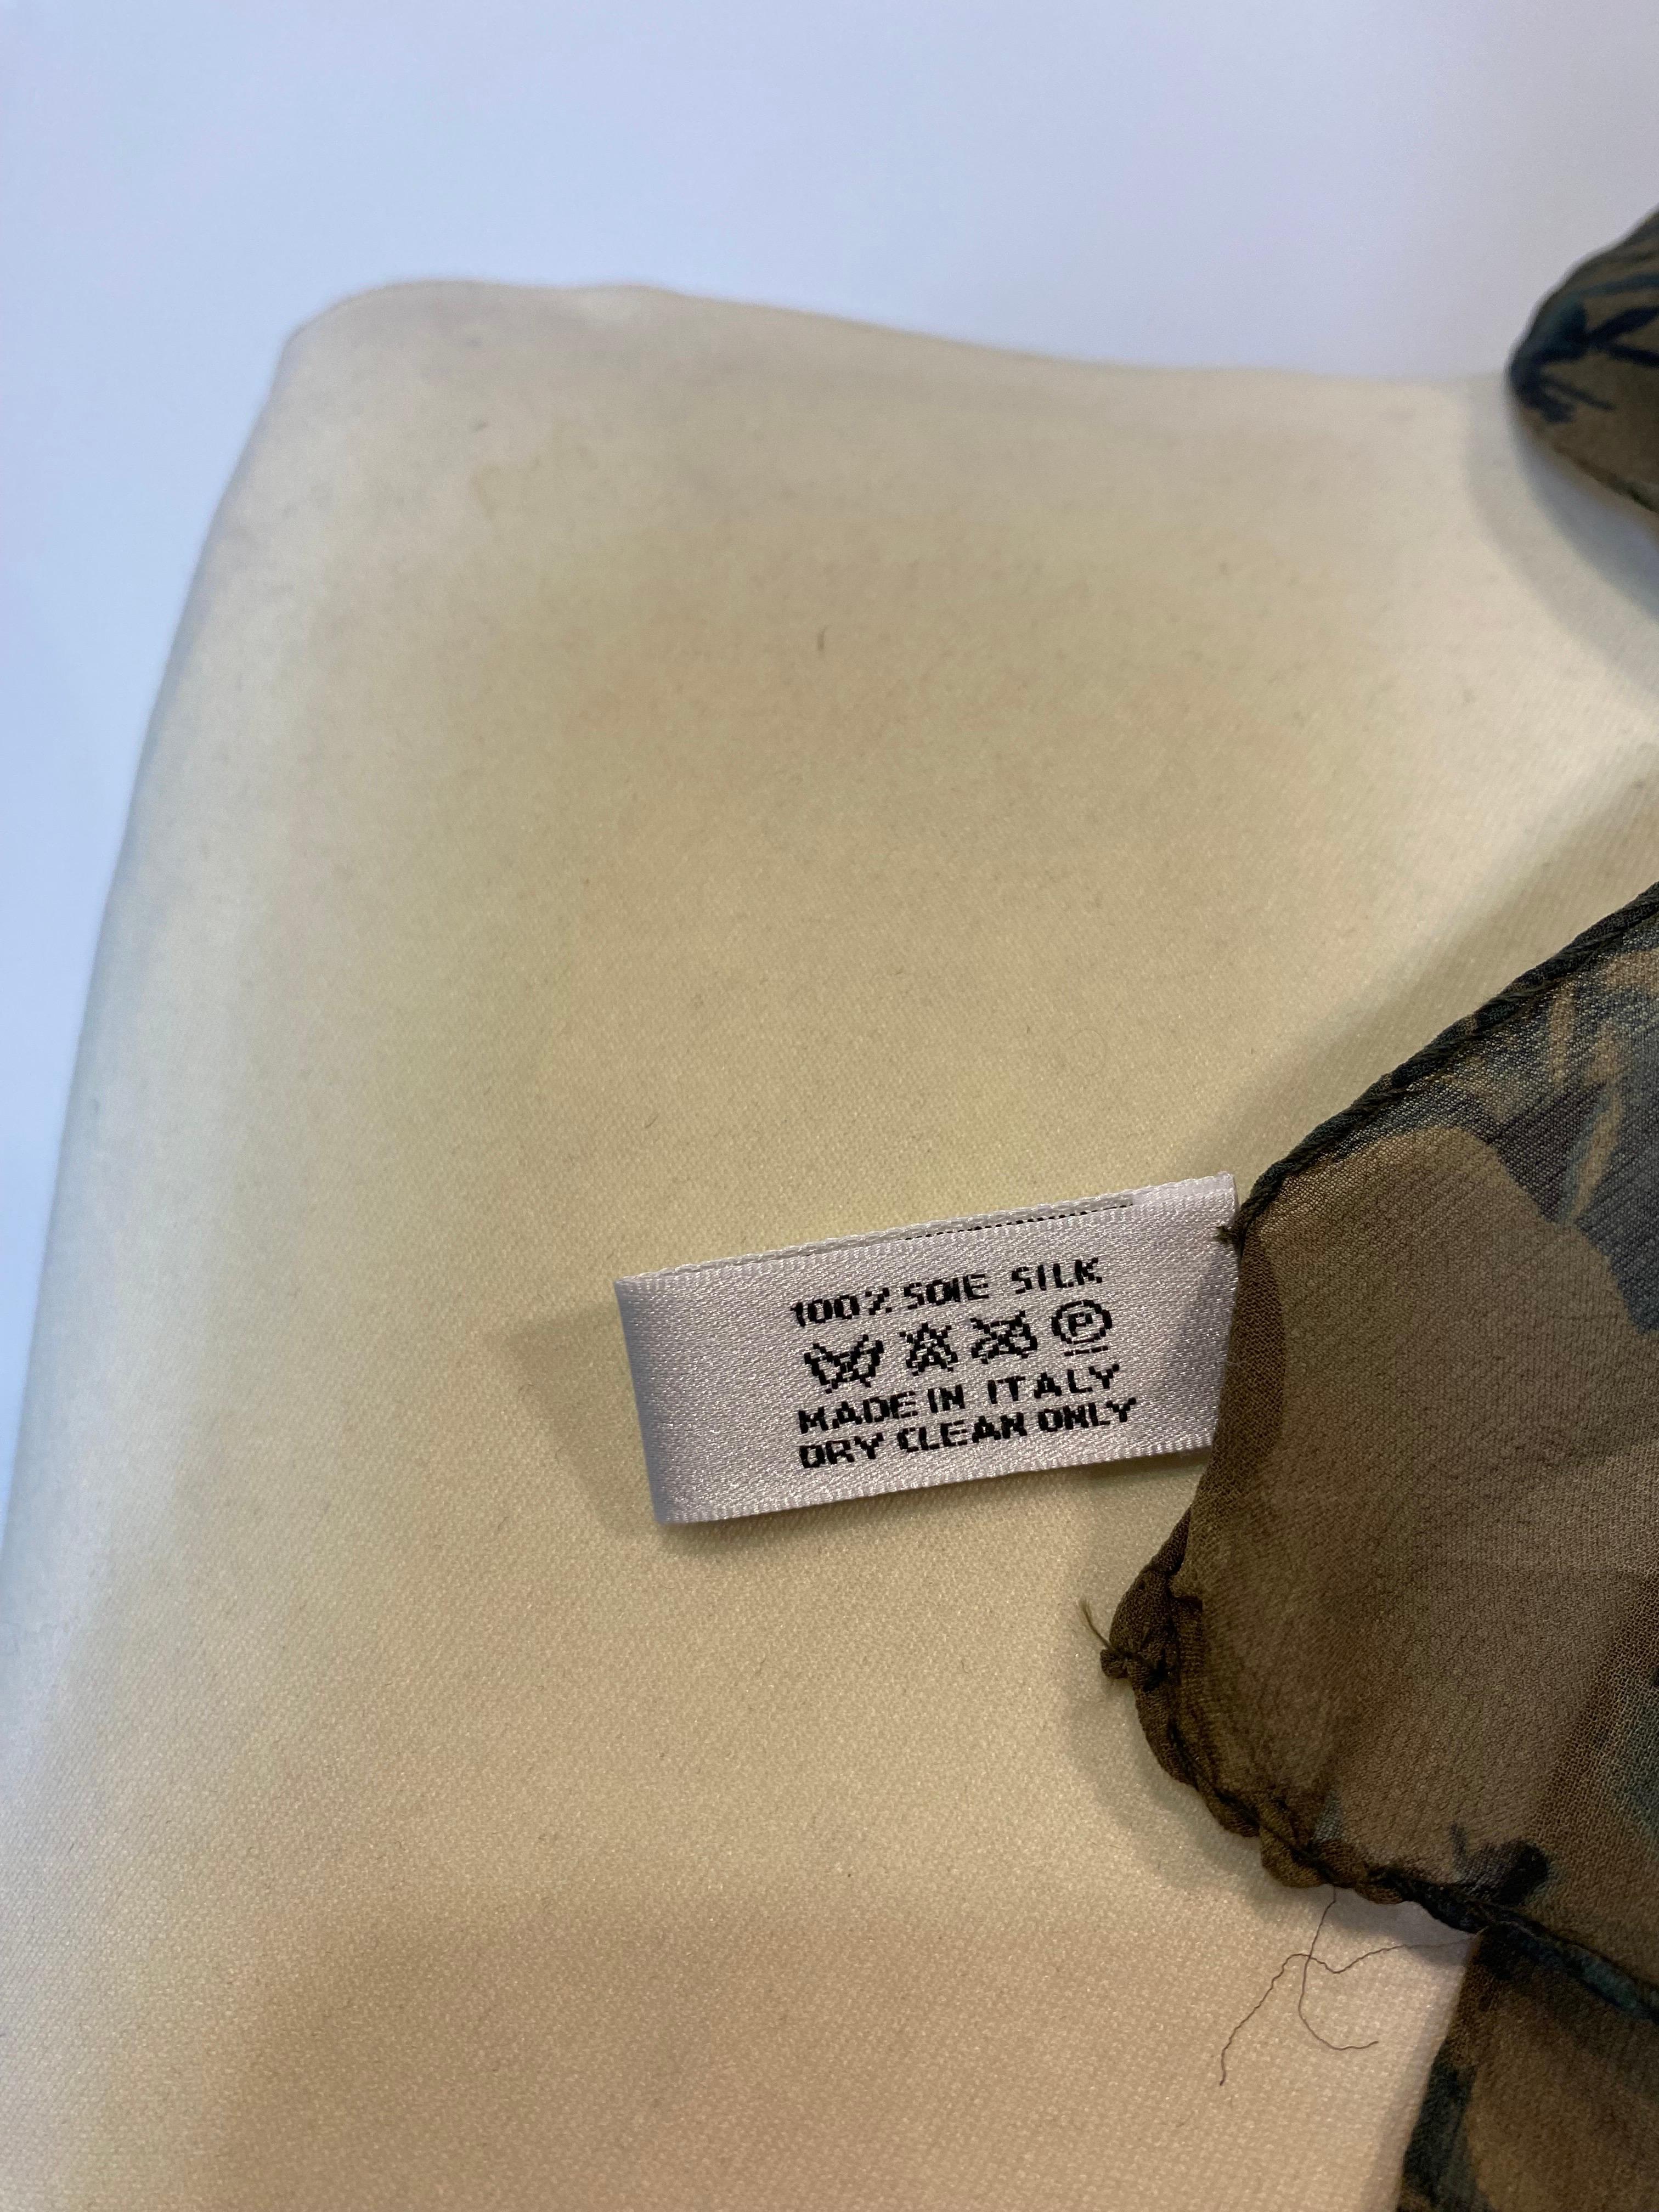 100% SOIE SILK
P
MADE IN ITALY
DRY CLEAN ONLY